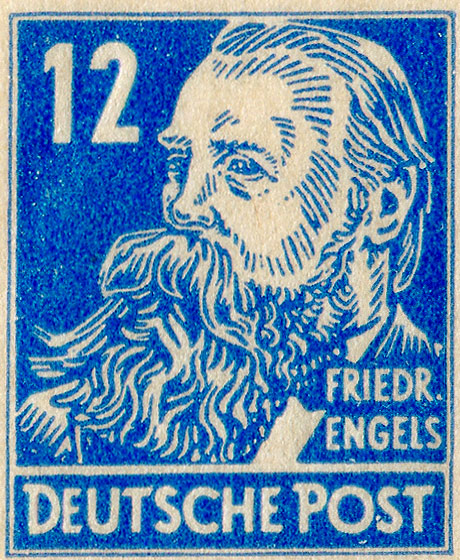 12
FRIEDR.
ENGELS
DEUTSCHE POST